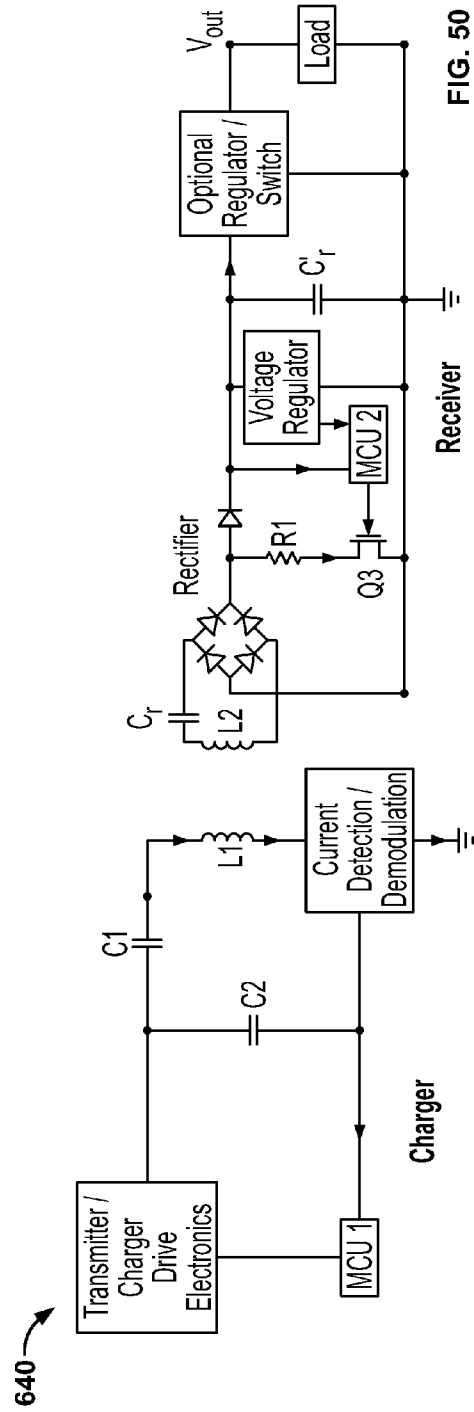 640
Transmitter /
Charger
Drive
Electronics
MCU 1
C1
C2
L1
Current
Detection /
Demodulation
Charger
Cr
L2
Rectifier
R1
Q3
Voltage
Regulator
MCU 2
C'r
Optional
Regulator /
Switch
Vout
Load
Receiver
FIG. 50